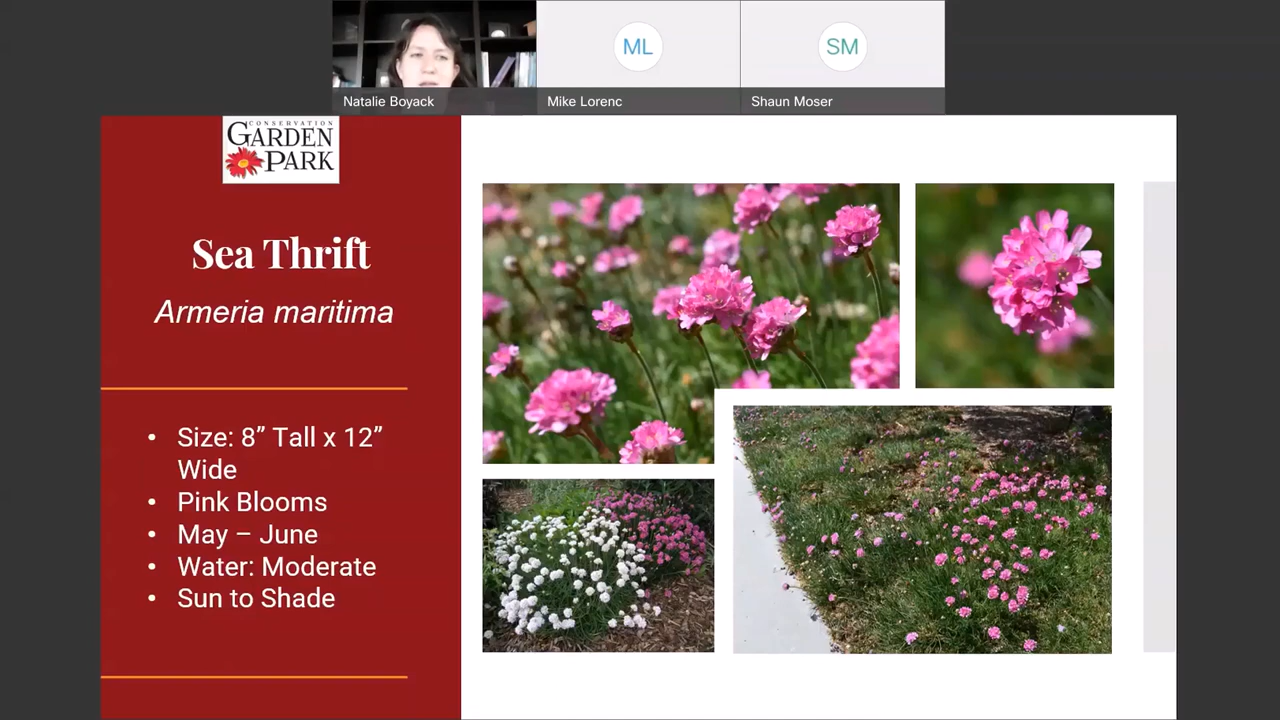 ML
SM
Natalie Boyack
Mike Lorenc
Shaun Moser
CONSERVATION
GARDEN
PARK
Sea Thrift
Armeria maritima
• Size: 8” Tall x 12”
Wide
• Pink Blooms
• May – June
• Water: Moderate
• Sun to Shade